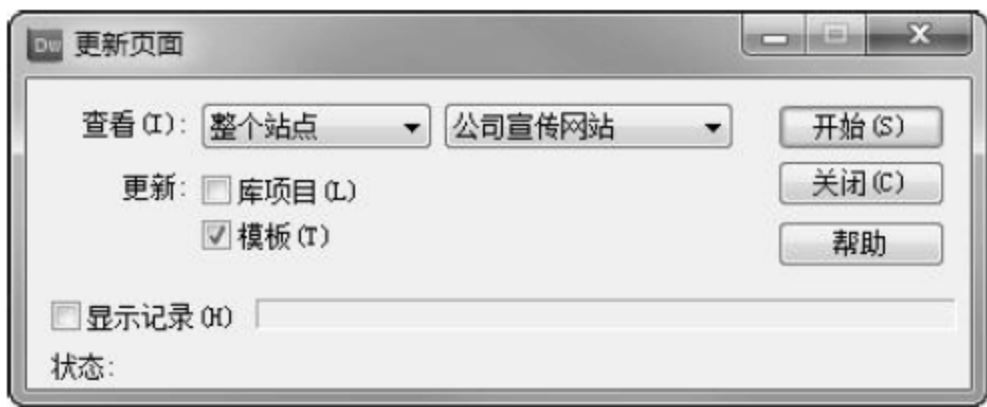 Dw 更新页面
查看(I): 整个站点 公司宣传网站 开始(S)
更新: 库项目(L) 关闭(C)
模板(T) 帮助
显示记录(H)
状态: